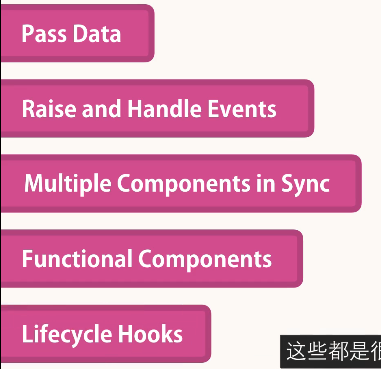 Pass Data
Raise and Handle Events
Multiple Components in Sync
Functional Components
Lifecycle Hooks
这些都是很